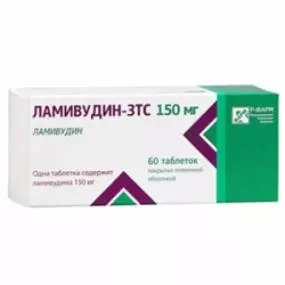 ЛАМИВУДИН-3ТС 150 мг
ЛАМИВУДИН
Одна таблетка содержит
ламивудина 150 мг
60 таблеток
покрытых пленочной
оболочкой
Р-ФАРМ